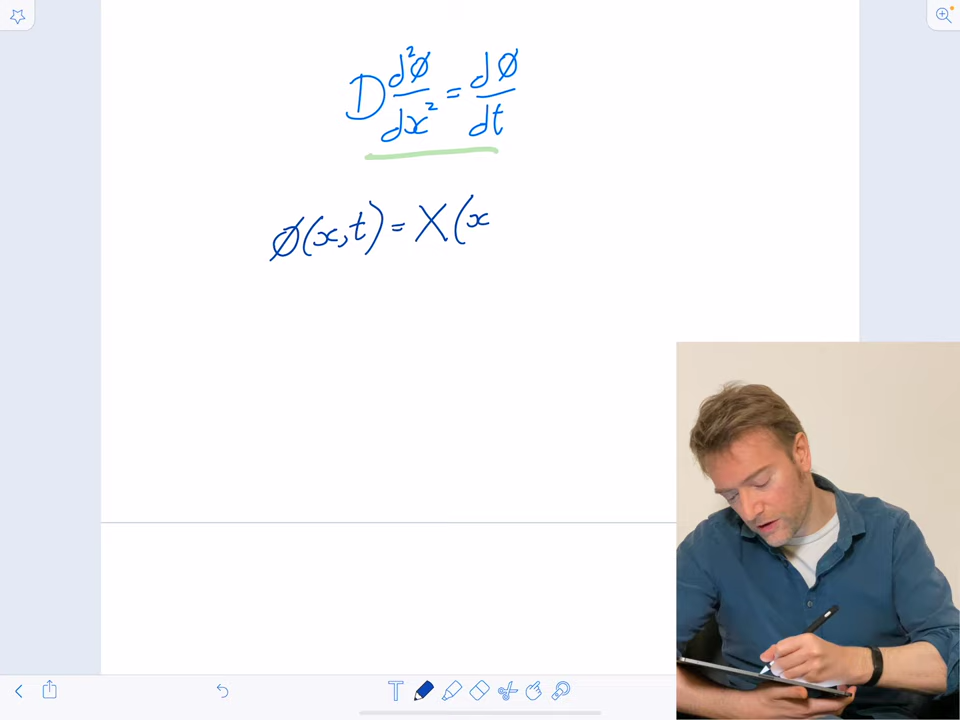 D d²ø/dx² = dø/dt
ø(x,t) = X(x
T